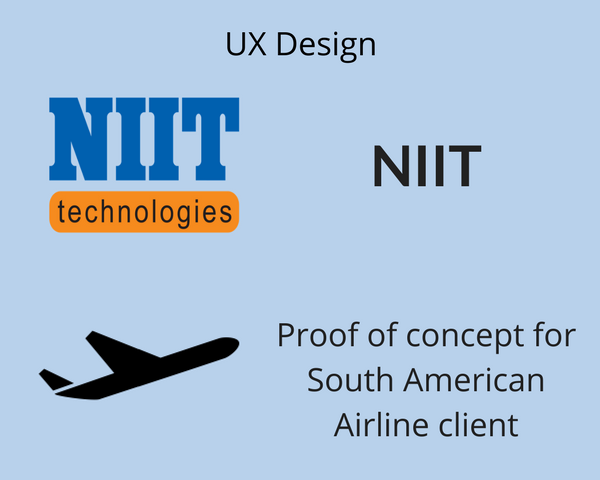 UX Design
NIIT
technologies
NIIT
Proof of concept for
South American
Airline client